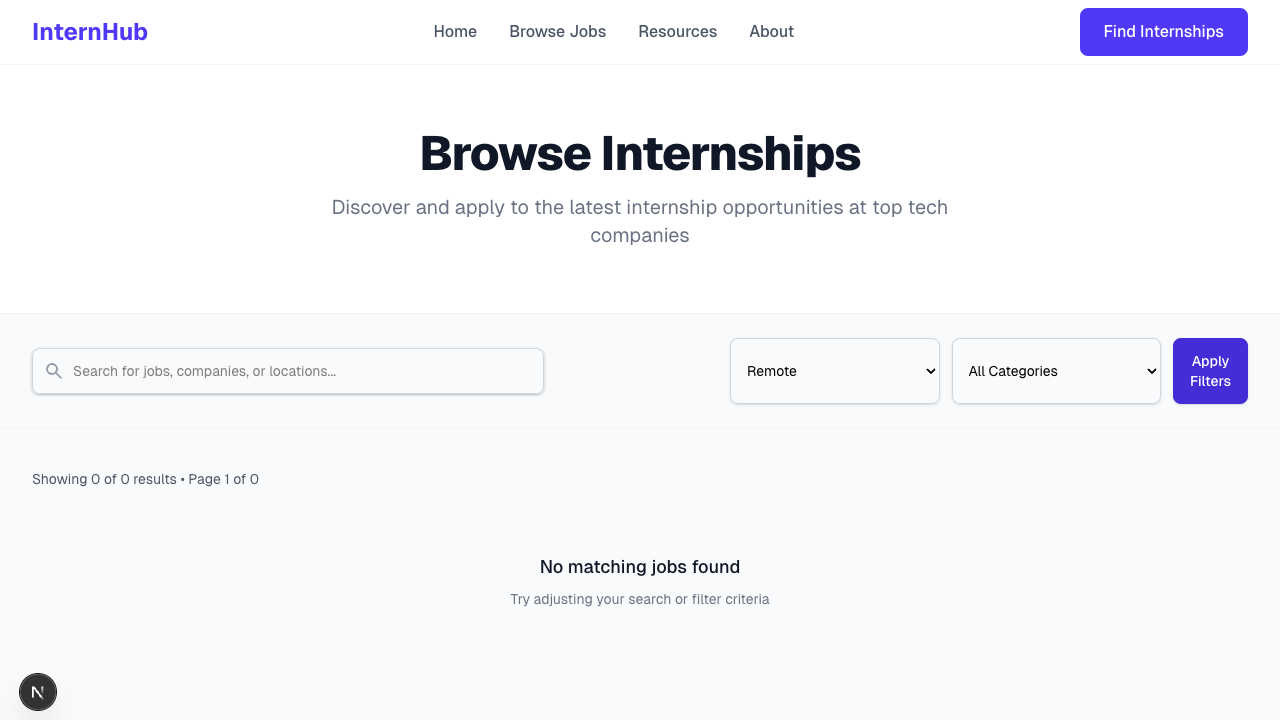 InternHub
Home
Browse Jobs
Resources
About
Find Internships
Browse Internships
Discover and apply to the latest internship opportunities at top tech
companies
Search for jobs, companies, or locations...
Remote
All Categories
Apply
Filters
Showing 0 of 0 results • Page 1 of 0
No matching jobs found
Try adjusting your search or filter criteria
N